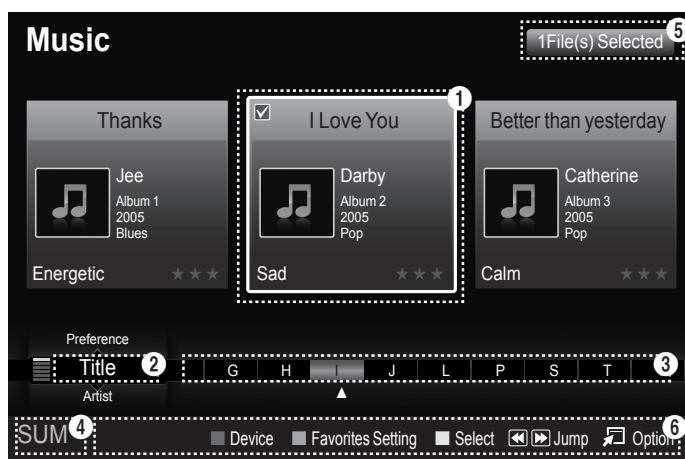 Music
1File(s) Selected
5
1
Thanks
Jee
Album 1
2005
Blues
Energetic
I Love You
Darby
Album 2
2005
Pop
Sad
Better than yesterday
Catherine
Album 3
2005
Pop
Calm
Preference
Title
2
Artist
G H I J L P S T
3
SUM
4
Device Favorites Setting Select Jump Option
6